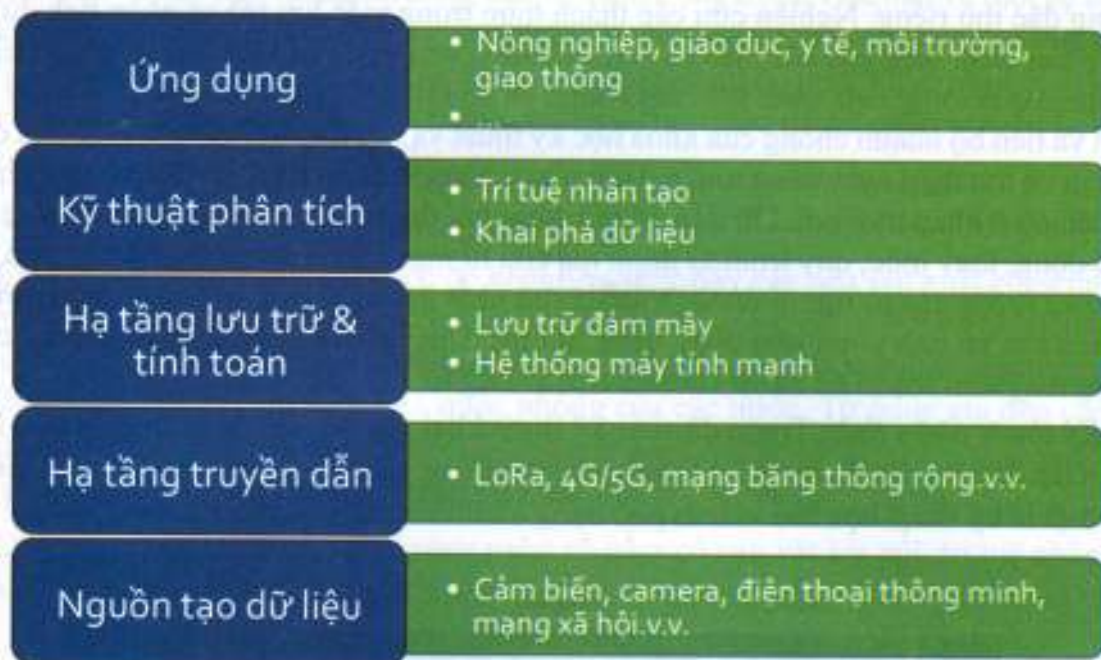 Ứng dụng
• Nông nghiệp, giáo dục, y tế, môi trường,
giao thông
• ...
Kỹ thuật phân tích
• Trí tuệ nhân tạo
• Khai phá dữ liệu
Hạ tầng lưu trữ &
tính toán
• Lưu trữ đám mây
• Hệ thống máy tính mạnh
Hạ tầng truyền dẫn
• LoRa, 4G/5G, mạng băng thông rộng.v.v.
Nguồn tạo dữ liệu
• Cảm biến, camera, điện thoại thông minh,
mạng xã hội.v.v.